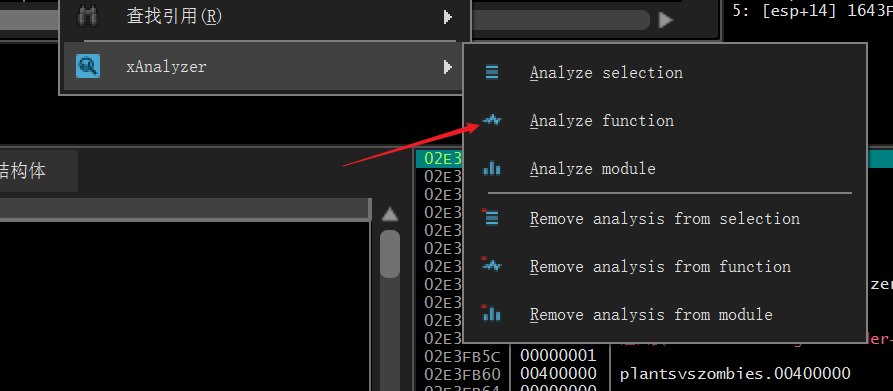 查找引用(R)
5: [esp+14] 1643F
xAnalyzer
Analyze selection
Analyze function
Analyze module
Remove analysis from selection
Remove analysis from function
Remove analysis from module
结构体
02E3
02E3
02E3
02E3
02E3
02E3
02E3
02E3
02E3
02E3
02E3
02E3FB5C 00000001
02E3FB60 00400000 plantsvszombies.00400000
02E3FB64 00000000